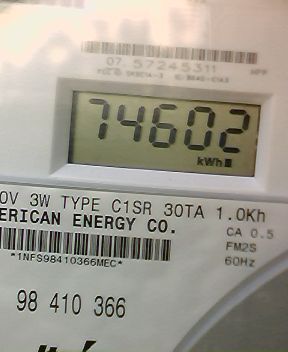 07 57245311
74602
kWh
0V 3W TYPE C1SR 30TA 1.0Kh
ERICAN ENERGY CO.
CA 0.5
FM2S
*1NFS98410366MEC*
60Hz
98 410 366